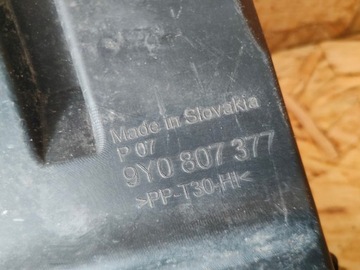 Made in Slovakia
P 07
9Y0 807 377
>PP-T30-HI<